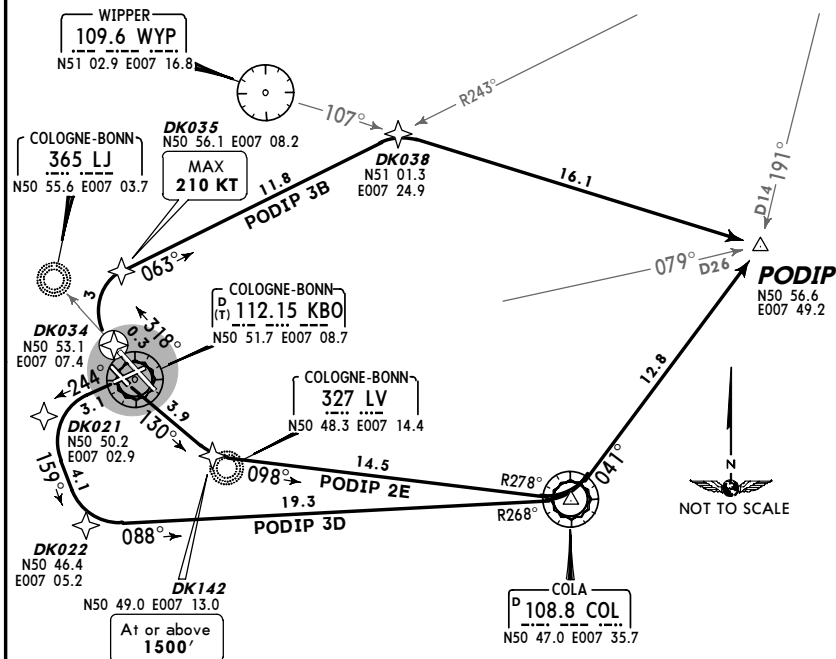 WIPPER
109.6 WYP
N51 02.9 E007 16.8
107°
R243°
DK035
N50 56.1 E007 08.2
COLOGNE-BONN
365 LJ
N50 55.6 E007 03.7
MAX
210 KT
11.8
PODIP 3B
DK038
N51 01.3
E007 24.9
16.1
D14 191°
079° D26
PODIP
N50 56.6
E007 49.2
063°
3
DK034
N50 53.1
E007 07.4
0.3
318°
COLOGNE-BONN
D
(T) 112.15 KBO
N50 51.7 E007 08.7
244°
3.1
DK021
N50 50.2
E007 02.9
130°
3.9
COLOGNE-BONN
327 LV
N50 48.3 E007 14.4
12.8
041°
N
NOT TO SCALE
159°
4.1
098°
14.5
PODIP 2E
R278°
19.3
R268°
088°
PODIP 3D
DK022
N50 46.4
E007 05.2
DK142
N50 49.0 E007 13.0
At or above
1500'
COLA
D 108.8 COL
N50 47.0 E007 35.7